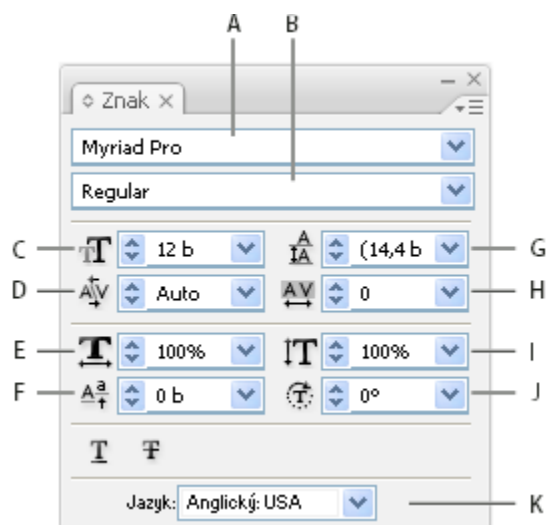 A B
Znak
Myriad Pro
Regular
C 12 b (14,4 b G
D Auto 0 H
E 100% 100% I
F 0 b 0° J
T T
Jazyk: Anglický: USA K